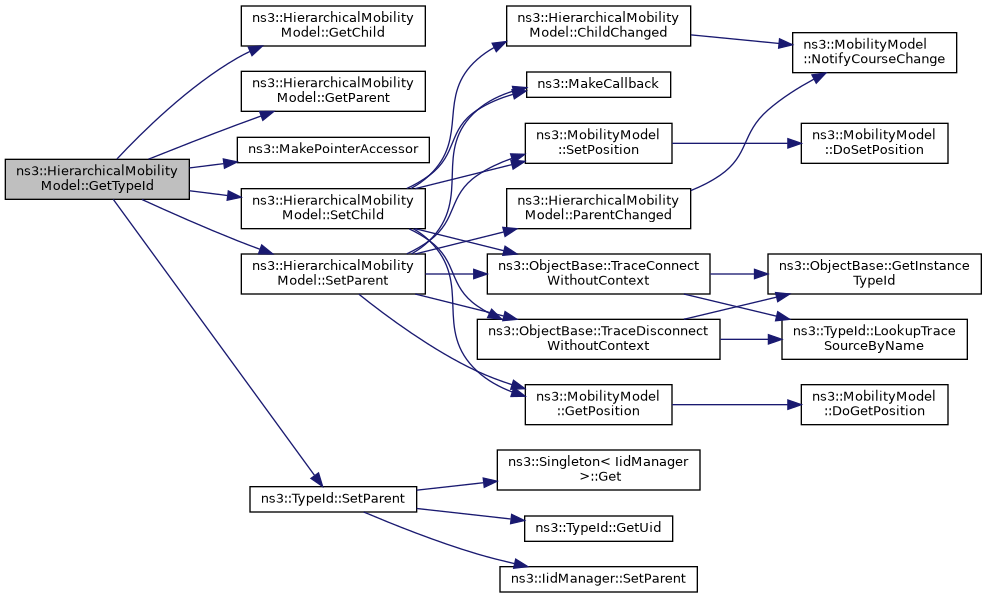 ns3::HierarchicalMobility
Model::GetTypeId
ns3::HierarchicalMobility
Model::GetChild
ns3::HierarchicalMobility
Model::GetParent
ns3::MakePointerAccessor
ns3::HierarchicalMobility
Model::SetChild
ns3::HierarchicalMobility
Model::SetParent
ns3::TypeId::SetParent
ns3::HierarchicalMobility
Model::ChildChanged
ns3::MakeCallback
ns3::MobilityModel
::SetPosition
ns3::HierarchicalMobility
Model::ParentChanged
ns3::ObjectBase::TraceConnect
WithoutContext
ns3::ObjectBase::TraceDisconnect
WithoutContext
ns3::MobilityModel
::GetPosition
ns3::Singleton< IidManager
>::Get
ns3::TypeId::GetUid
ns3::IidManager::SetParent
ns3::MobilityModel
::NotifyCourseChange
ns3::MobilityModel
::DoSetPosition
ns3::ObjectBase::GetInstance
TypeId
ns3::TypeId::LookupTrace
SourceByName
ns3::MobilityModel
::DoGetPosition